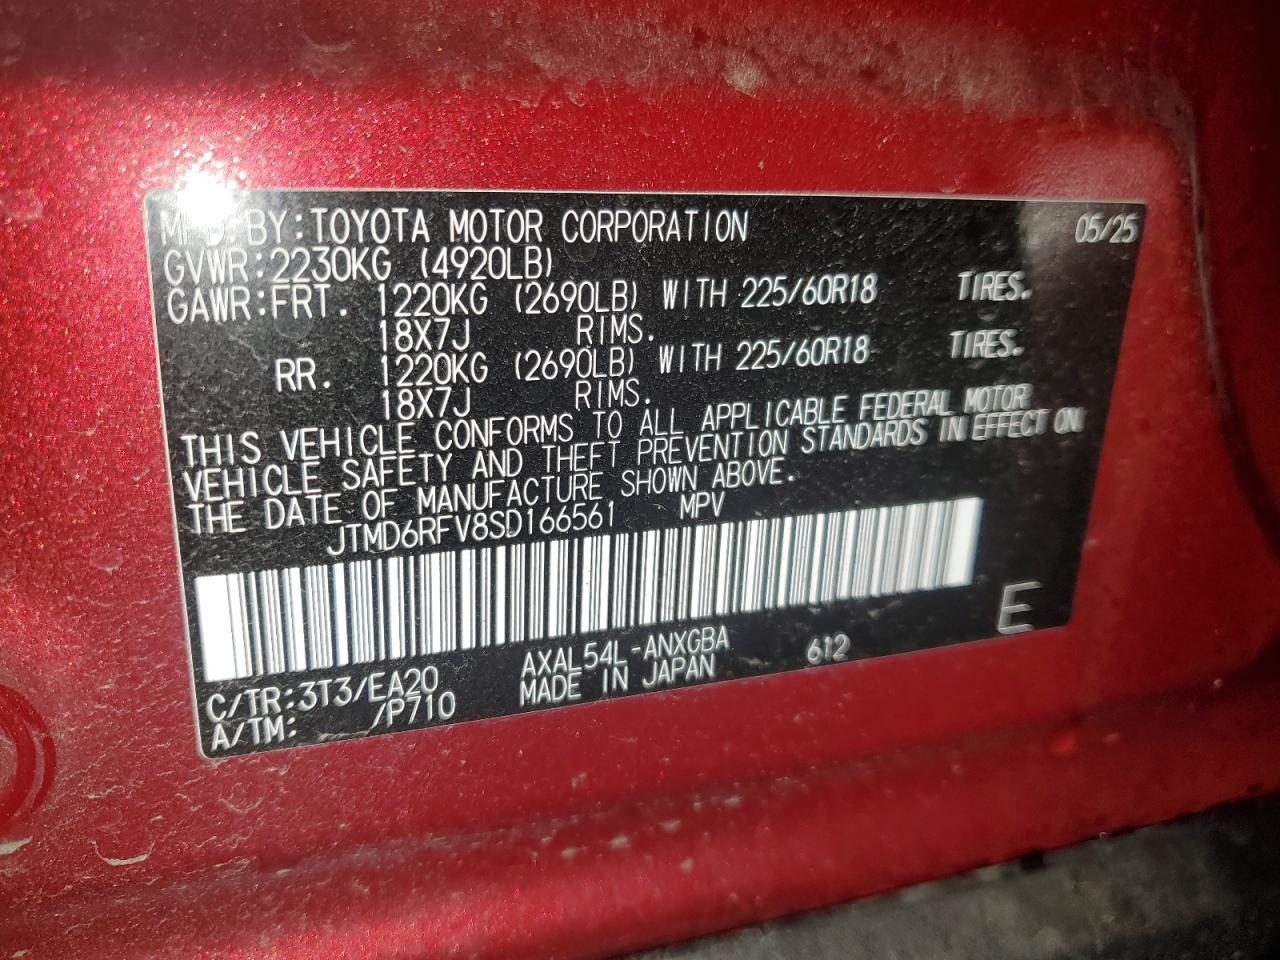 MFD. BY: TOYOTA MOTOR CORPORATION 05/25
GVWR: 2230KG (4920LB)
GAWR: FRT. 1220KG (2690LB) WITH 225/60R18 TIRES.
18X7J RIMS.
RR. 1220KG (2690LB) WITH 225/60R18 TIRES.
18X7J RIMS.
THIS VEHICLE CONFORMS TO ALL APPLICABLE FEDERAL MOTOR
VEHICLE SAFETY AND THEFT PREVENTION STANDARDS IN EFFECT ON
THE DATE OF MANUFACTURE SHOWN ABOVE.
JTMD6RFV8SD166561 MPV
E
C/TR: 3T3/EA20 AXAL54L-ANXGBA 612
A/TM: /P710 MADE IN JAPAN